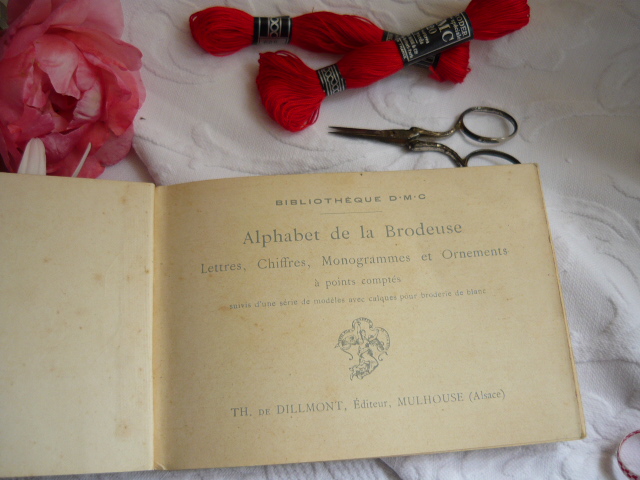 BIBLIOTHÈQUE D·M·C
Alphabet de la Brodeuse
Lettres, Chiffres, Monogrammes et Ornements
à points comptés
suivis d'une série de modèles avec calques pour broderie de blanc
TH. DE DILLMONT, Éditeur, MULHOUSE (Alsace)